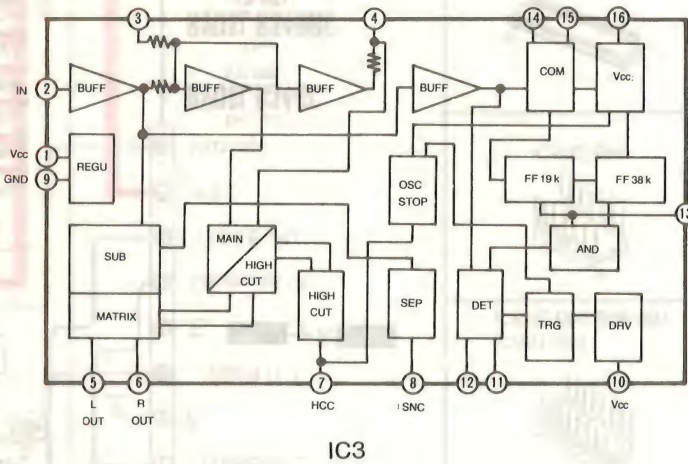 3 4 14 15 16
IN 2 BUFF BUFF BUFF BUFF COM Vcc
Vcc 1 REGU
GND 9
OSC STOP
FF 19 k FF 38 k
13
SUB
MAIN
HIGH CUT
AND
MATRIX
HIGH CUT
SEP
DET
TRG
DRV
5 6 7 8 12 11 10
L OUT
R OUT
HCC
SNC
Vcc
IC3